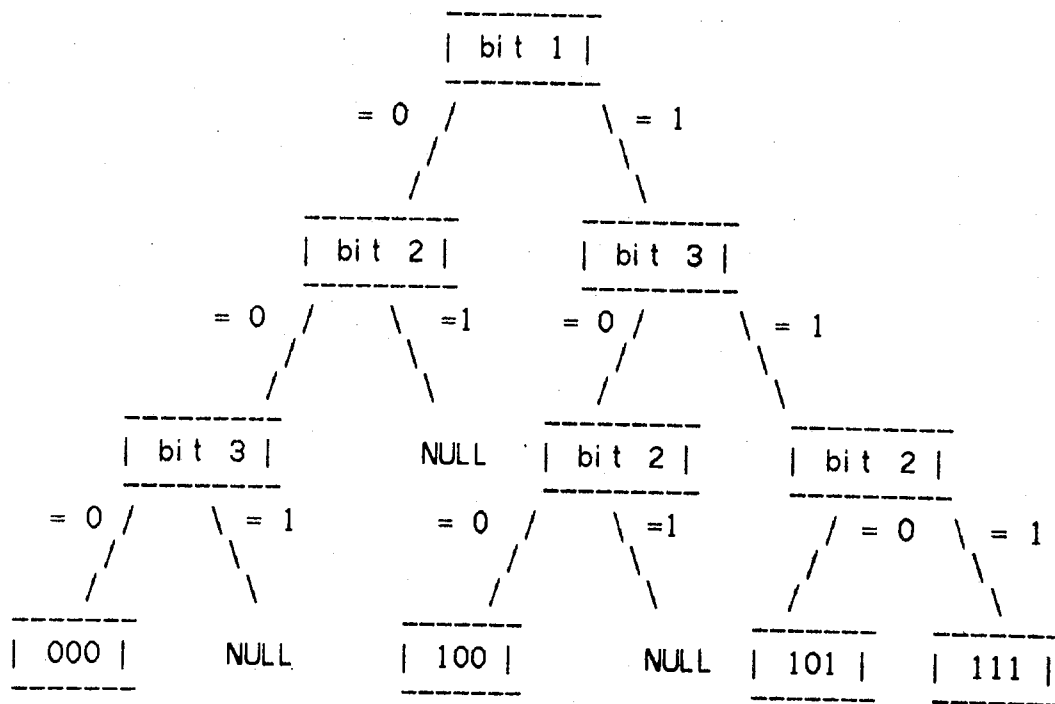 | bit 1 |
= 0 = 1
| bit 2 | | bit 3 |
= 0 =1 = 0 = 1
| bit 3 | NULL | bit 2 | | bit 2 |
= 0 = 1 = 0 =1 = 0 = 1
| 000 | NULL | 100 | NULL | 101 | | 111 |